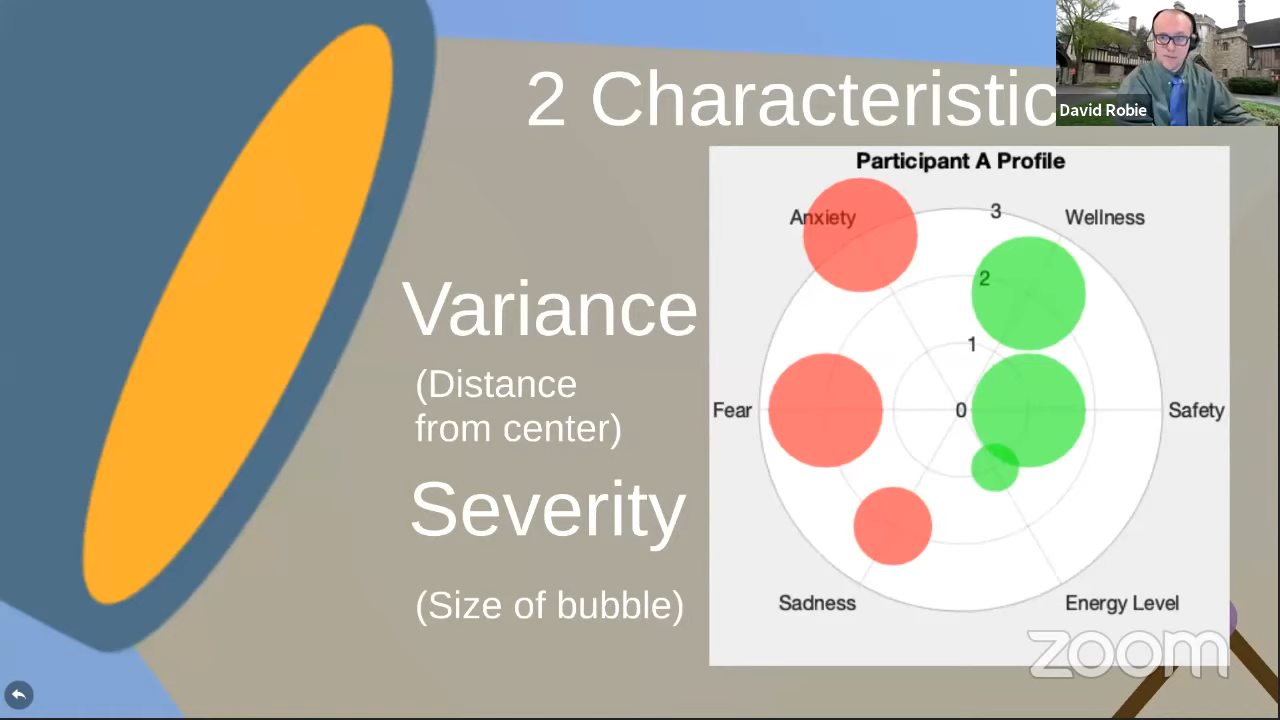 2 Characteristic
David Robie
Participant A Profile
Anxiety
3
Wellness
2
1
Variance
(Distance
from center)
Fear
0
Safety
Severity
(Size of bubble)
Sadness
Energy Level
zoom